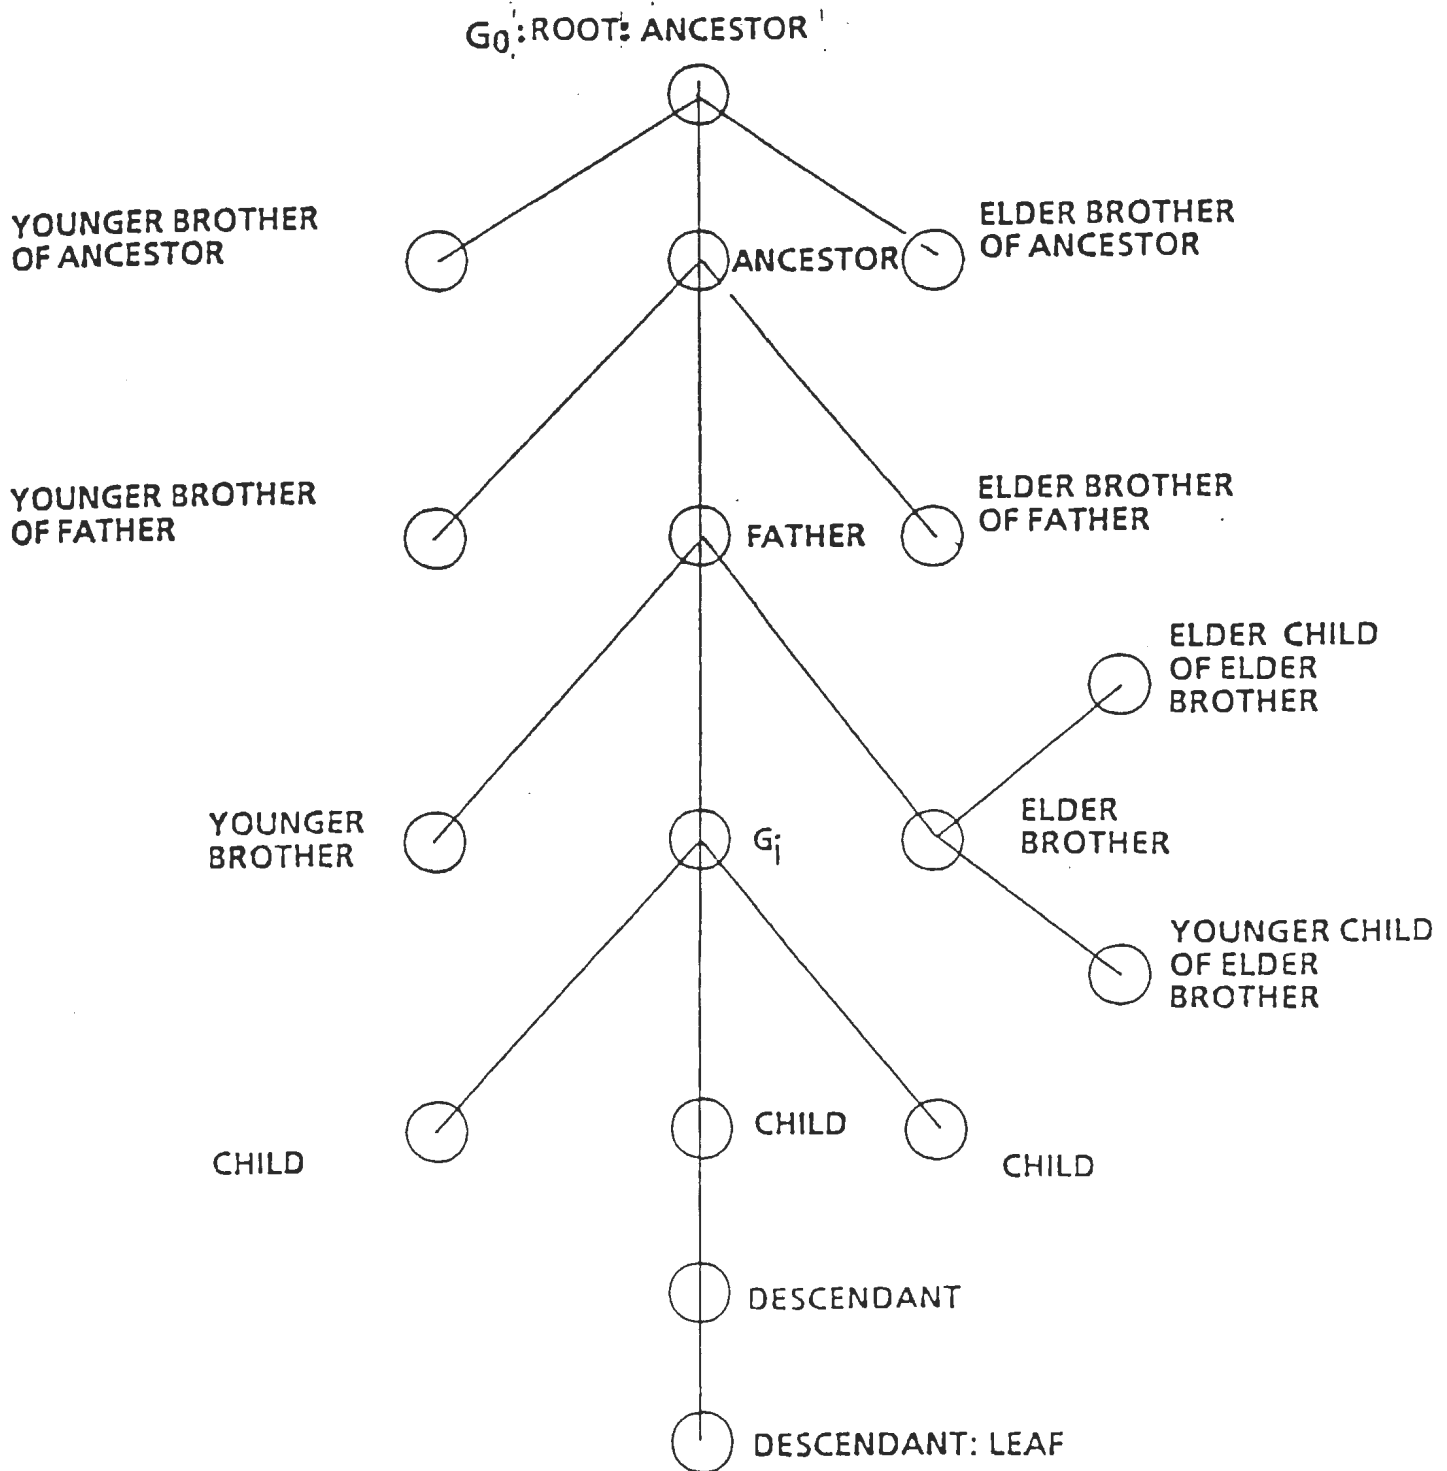 G0: ROOT: ANCESTOR
YOUNGER BROTHER
OF ANCESTOR
ANCESTOR
ELDER BROTHER
OF ANCESTOR
YOUNGER BROTHER
OF FATHER
FATHER
ELDER BROTHER
OF FATHER
ELDER CHILD
OF ELDER
BROTHER
YOUNGER
BROTHER
Gj
ELDER
BROTHER
YOUNGER CHILD
OF ELDER
BROTHER
CHILD
CHILD
CHILD
DESCENDANT
DESCENDANT: LEAF